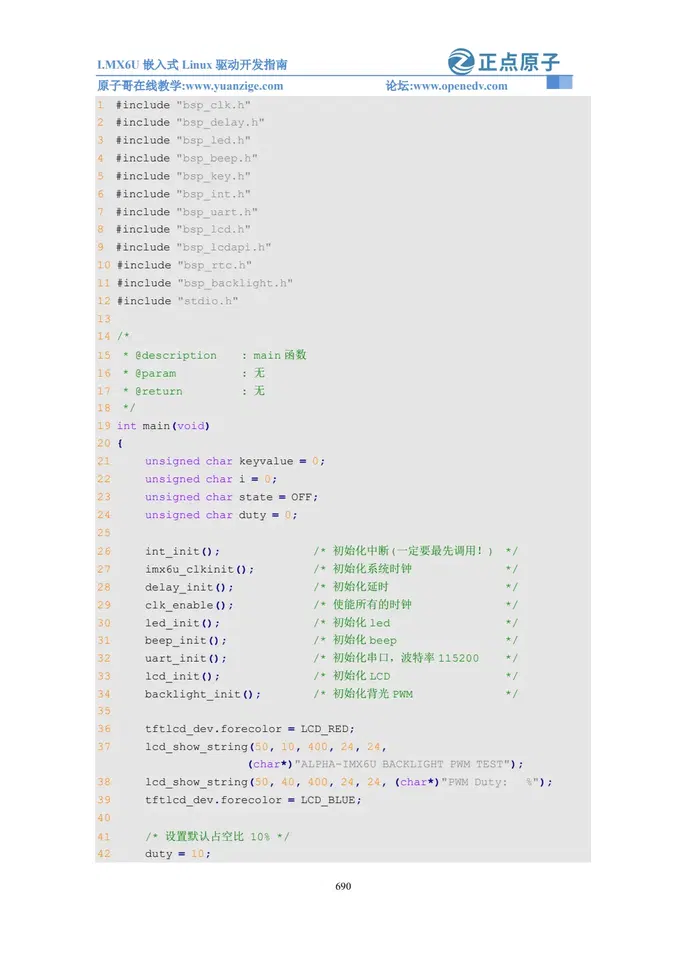 I.MX6U 嵌入式 Linux 驱动开发指南
正点原子
原子哥在线教学:www.yuanzige.com 论坛:www.openedv.com
1 #include "bsp_clk.h"
2 #include "bsp_delay.h"
3 #include "bsp_led.h"
4 #include "bsp_beep.h"
5 #include "bsp_key.h"
6 #include "bsp_int.h"
7 #include "bsp_uart.h"
8 #include "bsp_lcd.h"
9 #include "bsp_lcdapi.h"
10 #include "bsp_rtc.h"
11 #include "bsp_backlight.h"
12 #include "stdio.h"
13
14 /*
15 * @description : main 函数
16 * @param : 无
17 * @return : 无
18 */
19 int main(void)
20 {
21 unsigned char keyvalue = 0;
22 unsigned char i = 0;
23 unsigned char state = OFF;
24 unsigned char duty = 0;
25
26 int_init(); /* 初始化中断(一定要最先调用！) */
27 imx6u_clkinit(); /* 初始化系统时钟 */
28 delay_init(); /* 初始化延时 */
29 clk_enable(); /* 使能所有的时钟 */
30 led_init(); /* 初始化 led */
31 beep_init(); /* 初始化 beep */
32 uart_init(); /* 初始化串口，波特率 115200 */
33 lcd_init(); /* 初始化 LCD */
34 backlight_init(); /* 初始化背光 PWM */
35
36 tftlcd_dev.forecolor = LCD_RED;
37 lcd_show_string(50, 10, 400, 24, 24,
(char*)"ALPHA-IMX6U BACKLIGHT PWM TEST");
38 lcd_show_string(50, 40, 400, 24, 24, (char*)"PWM Duty:   %");
39 tftlcd_dev.forecolor = LCD_BLUE;
40
41 /* 设置默认占空比 10% */
42 duty = 10;
690